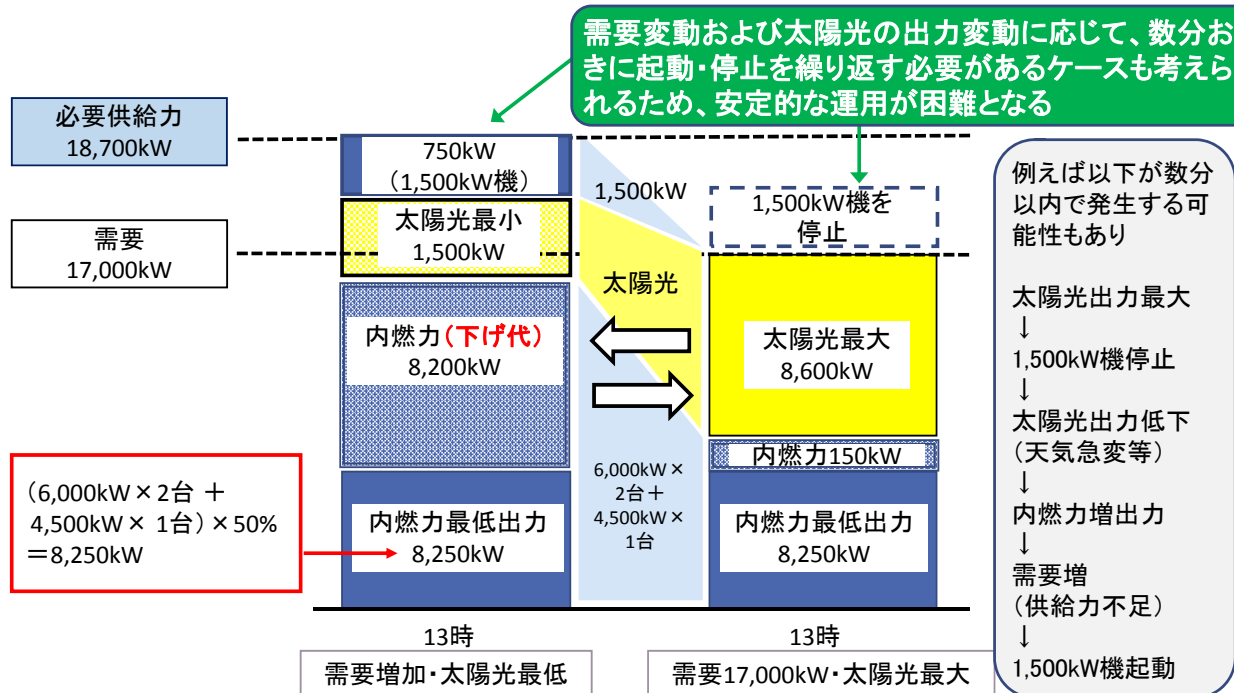 需要変動および太陽光の出力変動に応じて、数分お
きに起動・停止を繰り返す必要があるケースも考えら
れるため、安定的な運用が困難となる
必要供給力
18,700kW
需要
17,000kW
750kW
（1,500kW機）
太陽光最小
1,500kW
内燃力（下げ代）
8,200kW
内燃力最低出力
8,250kW
（6,000kW×2台 ＋
4,500kW× 1台）×50%
＝8,250kW
1,500kW
太陽光
6,000kW×
2台＋
4,500kW×
1台
1,500kW機を
停止
太陽光最大
8,600kW
内燃力150kW
内燃力最低出力
8,250kW
13時
需要増加・太陽光最低
13時
需要17,000kW・太陽光最大
例えば以下が数分
以内で発生する可
能性もあり
太陽光出力最大
↓
1,500kW機停止
↓
太陽光出力低下
（天気急変等）
↓
内燃力増出力
↓
需要増
（供給力不足）
↓
1,500kW機起動